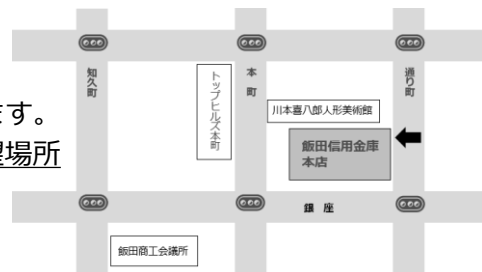 知久町
トップヒルズ本町
本町
通り町
川本喜八郎人形美術館
ます。
飯田信用金庫
本店
場所
銀座
飯田商工会議所